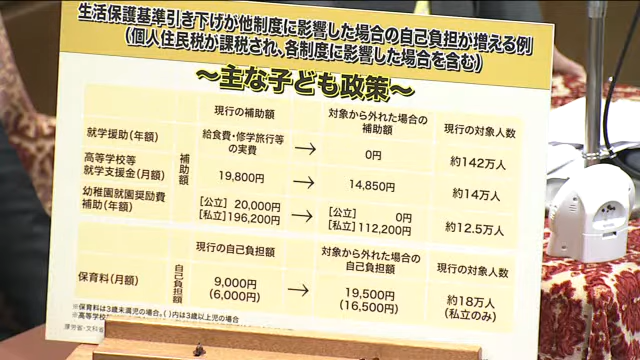 生活保護基準引き下げが他制度に影響した場合の自己負担が増える例
(個人住民税が課税され、各制度に影響した場合を含む)
〜主な子ども政策〜
現行の補助額 対象から外れた場合の補助額 現行の対象人数
補助額
就学援助(年額) 給食費・修学旅行等の実費 → 0円 約142万人
高等学校等就学支援金(月額) 19,800円 → 14,850円 約14万人
幼稚園就園奨励費補助(年額) [公立] 20,000円 [私立]196,200円 → [公立] 0円 [私立]112,200円 約12.5万人
現行の自己負担額 対象から外れた場合の自己負担額 現行の対象人数
保育料(月額) 自己負担額 9,000円 (6,000円) → 19,500円 (16,500円) 約18万人 (私立のみ)
※保育料は3歳未満児の場合、( )内は3歳以上児の場合
※高等学校
厚労省・文科省